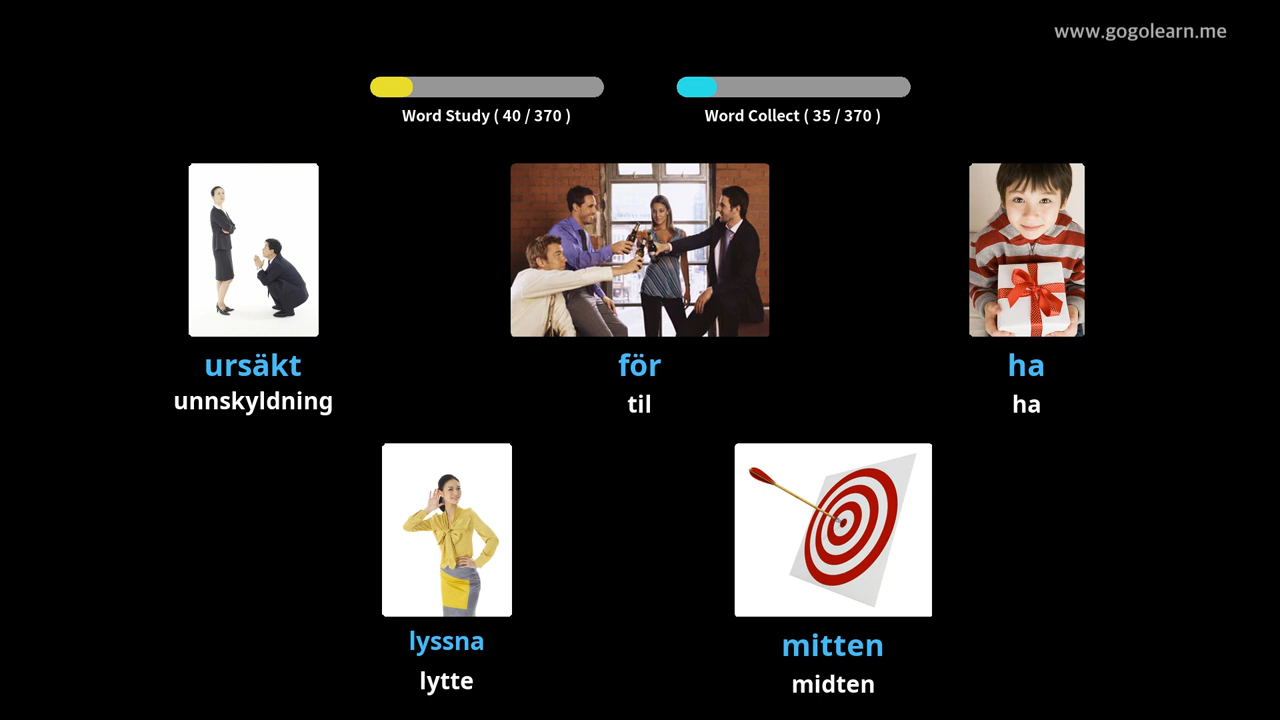 www.gogolearn.me
Word Study ( 40 / 370 )
Word Collect ( 35 / 370 )
ursäkt
unnskyldning
för
til
ha
ha
lyssna
lytte
mitten
midten